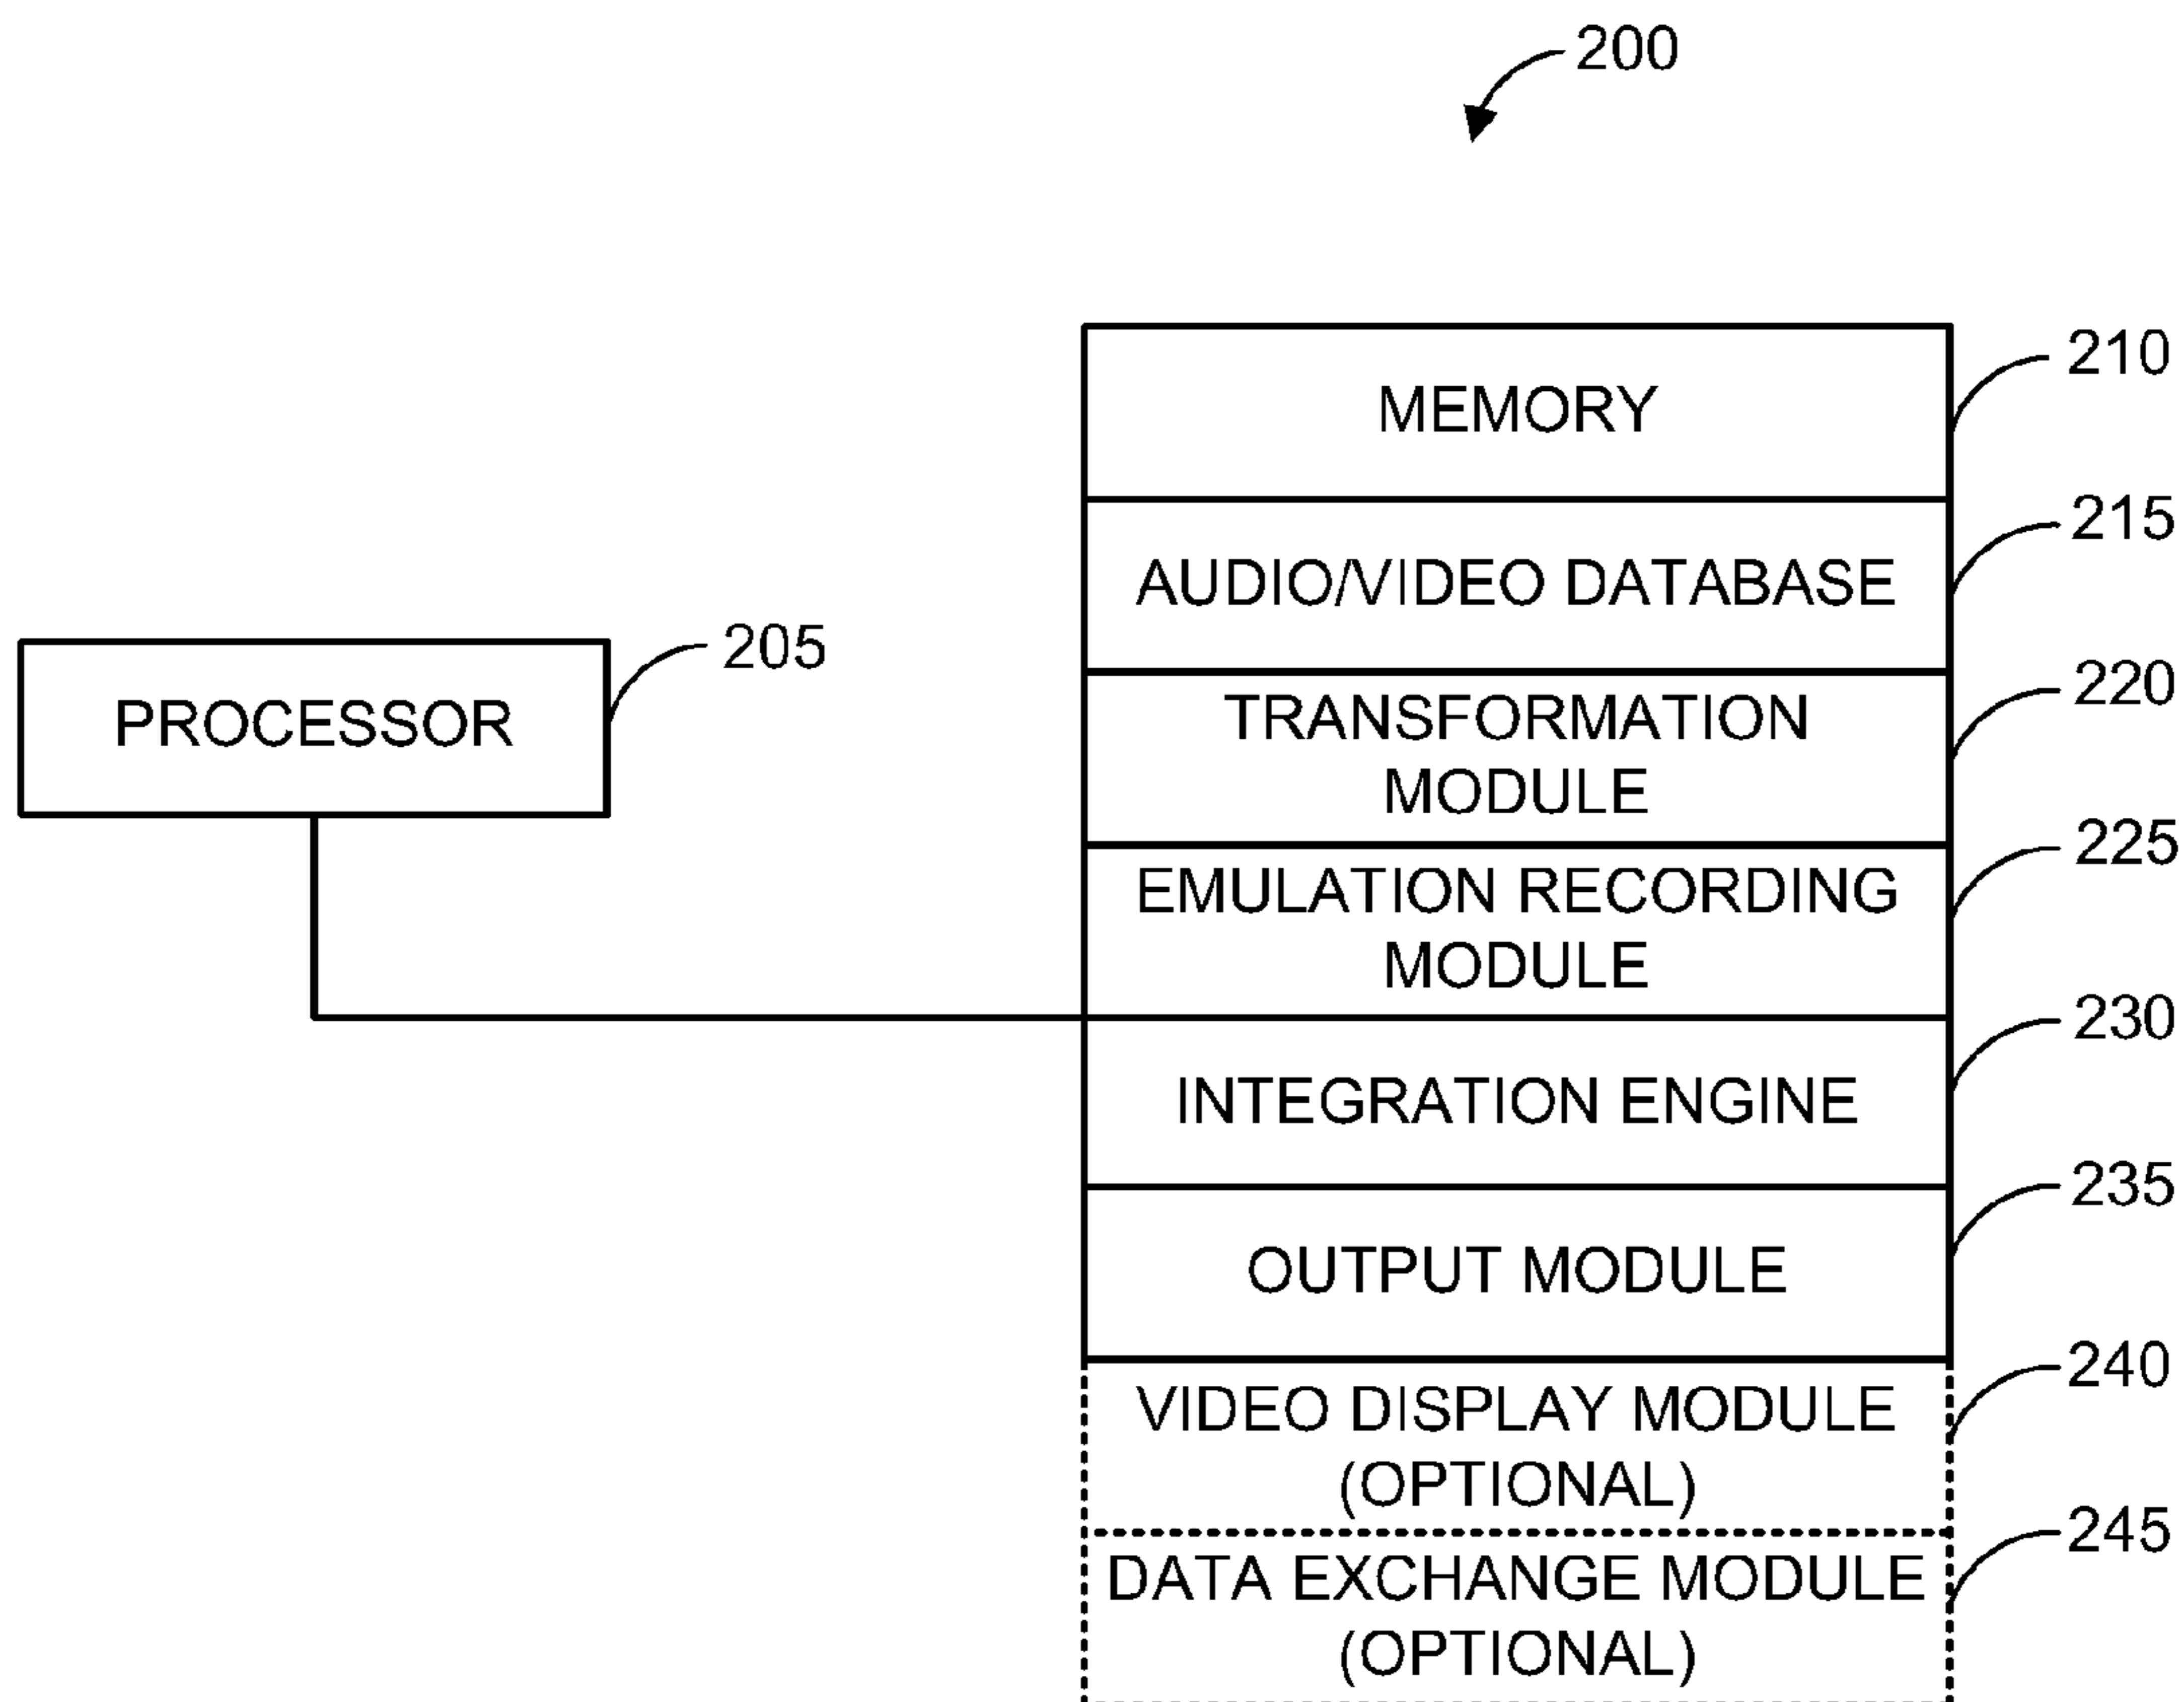 200
MEMORY
210
AUDIO/VIDEO DATABASE
215
PROCESSOR
205
TRANSFORMATION
MODULE
220
EMULATION RECORDING
MODULE
225
INTEGRATION ENGINE
230
OUTPUT MODULE
235
VIDEO DISPLAY MODULE
(OPTIONAL)
240
DATA EXCHANGE MODULE
(OPTIONAL)
245